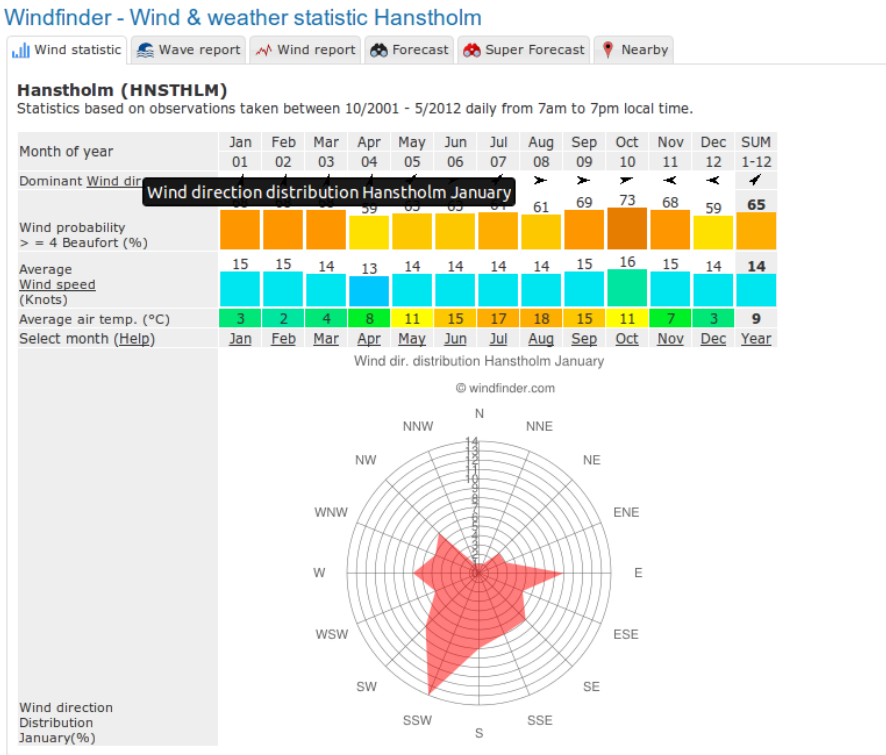 Windfinder - Wind & weather statistic Hanstholm
Wind statistic Wave report Wind report Forecast Super Forecast Nearby
Hanstholm (HNSTHLM)
Statistics based on observations taken between 10/2001 - 5/2012 daily from 7am to 7pm local time.
Month of year
Jan Feb Mar Apr May Jun Jul Aug Sep Oct Nov Dec SUM
01 02 03 04 05 06 07 08 09 10 11 12 1-12
Dominant Wind dir
Wind direction distribution Hanstholm January
59 61 69 73 68 59 65
Wind probability
> = 4 Beaufort (%)
15 15 14 13 14 14 14 14 15 16 15 14 14
Average
Wind speed
(Knots)
Average air temp. (°C) 3 2 4 8 11 15 17 18 15 11 7 3 9
Select month (Help) Jan Feb Mar Apr May Jun Jul Aug Sep Oct Nov Dec Year
Wind dir. distribution Hanstholm January
© windfinder.com
N
NNW NNE
14
NW NE
10
WNW ENE
W E
WSW ESE
SW SE
SSW SSE
S
Wind direction
Distribution
January(%)